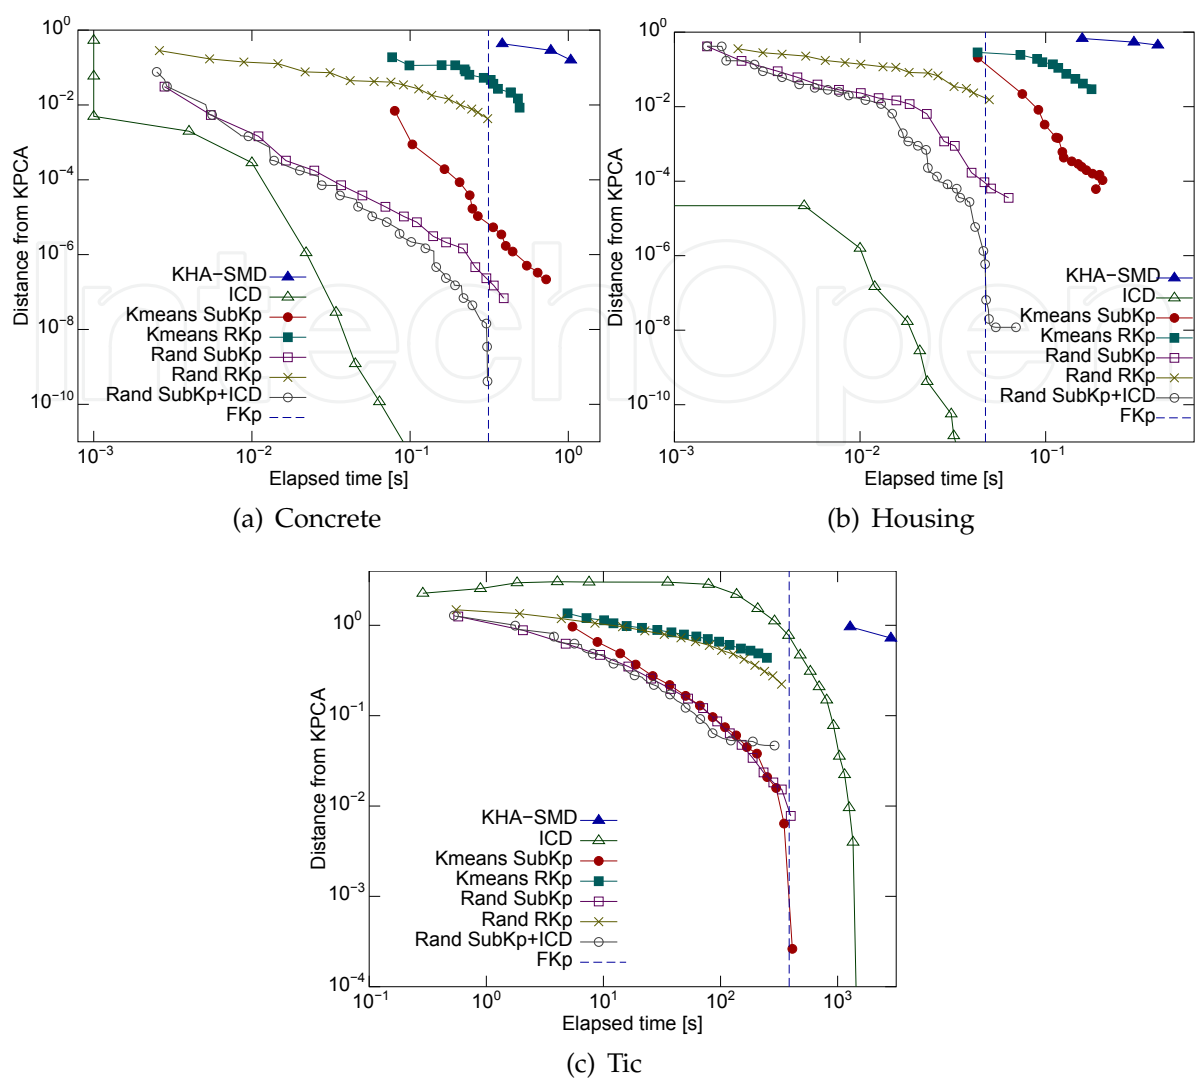 10^0
10^−2
10^−4
10^−6
10^−8
10^−10
Distance from KPCA
KHA−SMD
ICD
Kmeans SubKp
Kmeans RKp
Rand SubKp
Rand RKp
Rand SubKp+ICD
FKp
10^−3 10^−2 10^−1 10^0
Elapsed time [s]
(a) Concrete
10^0
10^−2
10^−4
10^−6
10^−8
10^−10
Distance from KPCA
KHA−SMD
ICD
Kmeans SubKp
Kmeans RKp
Rand SubKp
Rand RKp
Rand SubKp+ICD
FKp
10^−3 10^−2 10^−1
Elapsed time [s]
(b) Housing
10^0
10^−1
10^−2
10^−3
10^−4
Distance from KPCA
KHA−SMD
ICD
Kmeans SubKp
Kmeans RKp
Rand SubKp
Rand RKp
Rand SubKp+ICD
FKp
10^−1 10^0 10^1 10^2 10^3
Elapsed time [s]
(c) Tic
IntechOpen